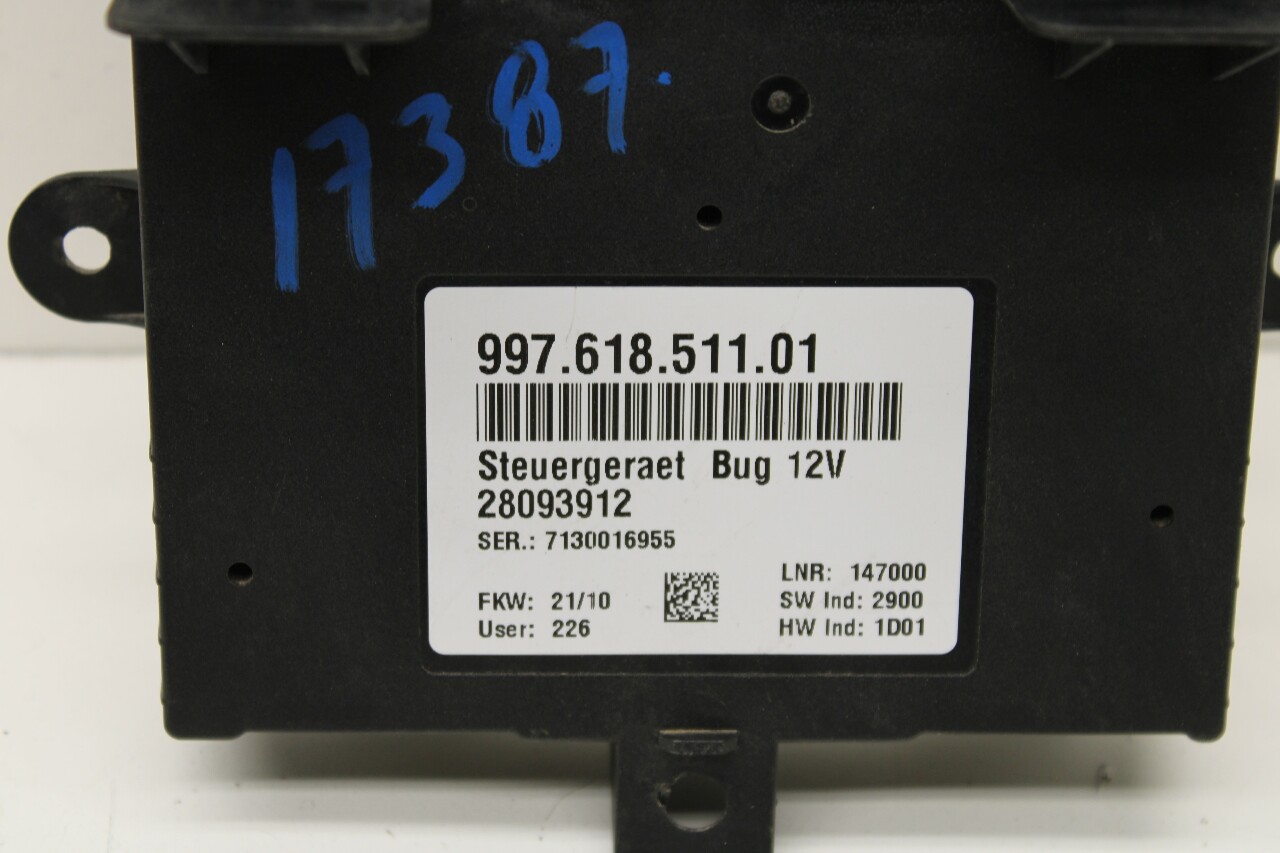 17387.
997.618.511.01
Steuergeraet Bug 12V
28093912
SER.: 7130016955
LNR: 147000
FKW: 21/10
SW Ind: 2900
User: 226
HW Ind: 1D01